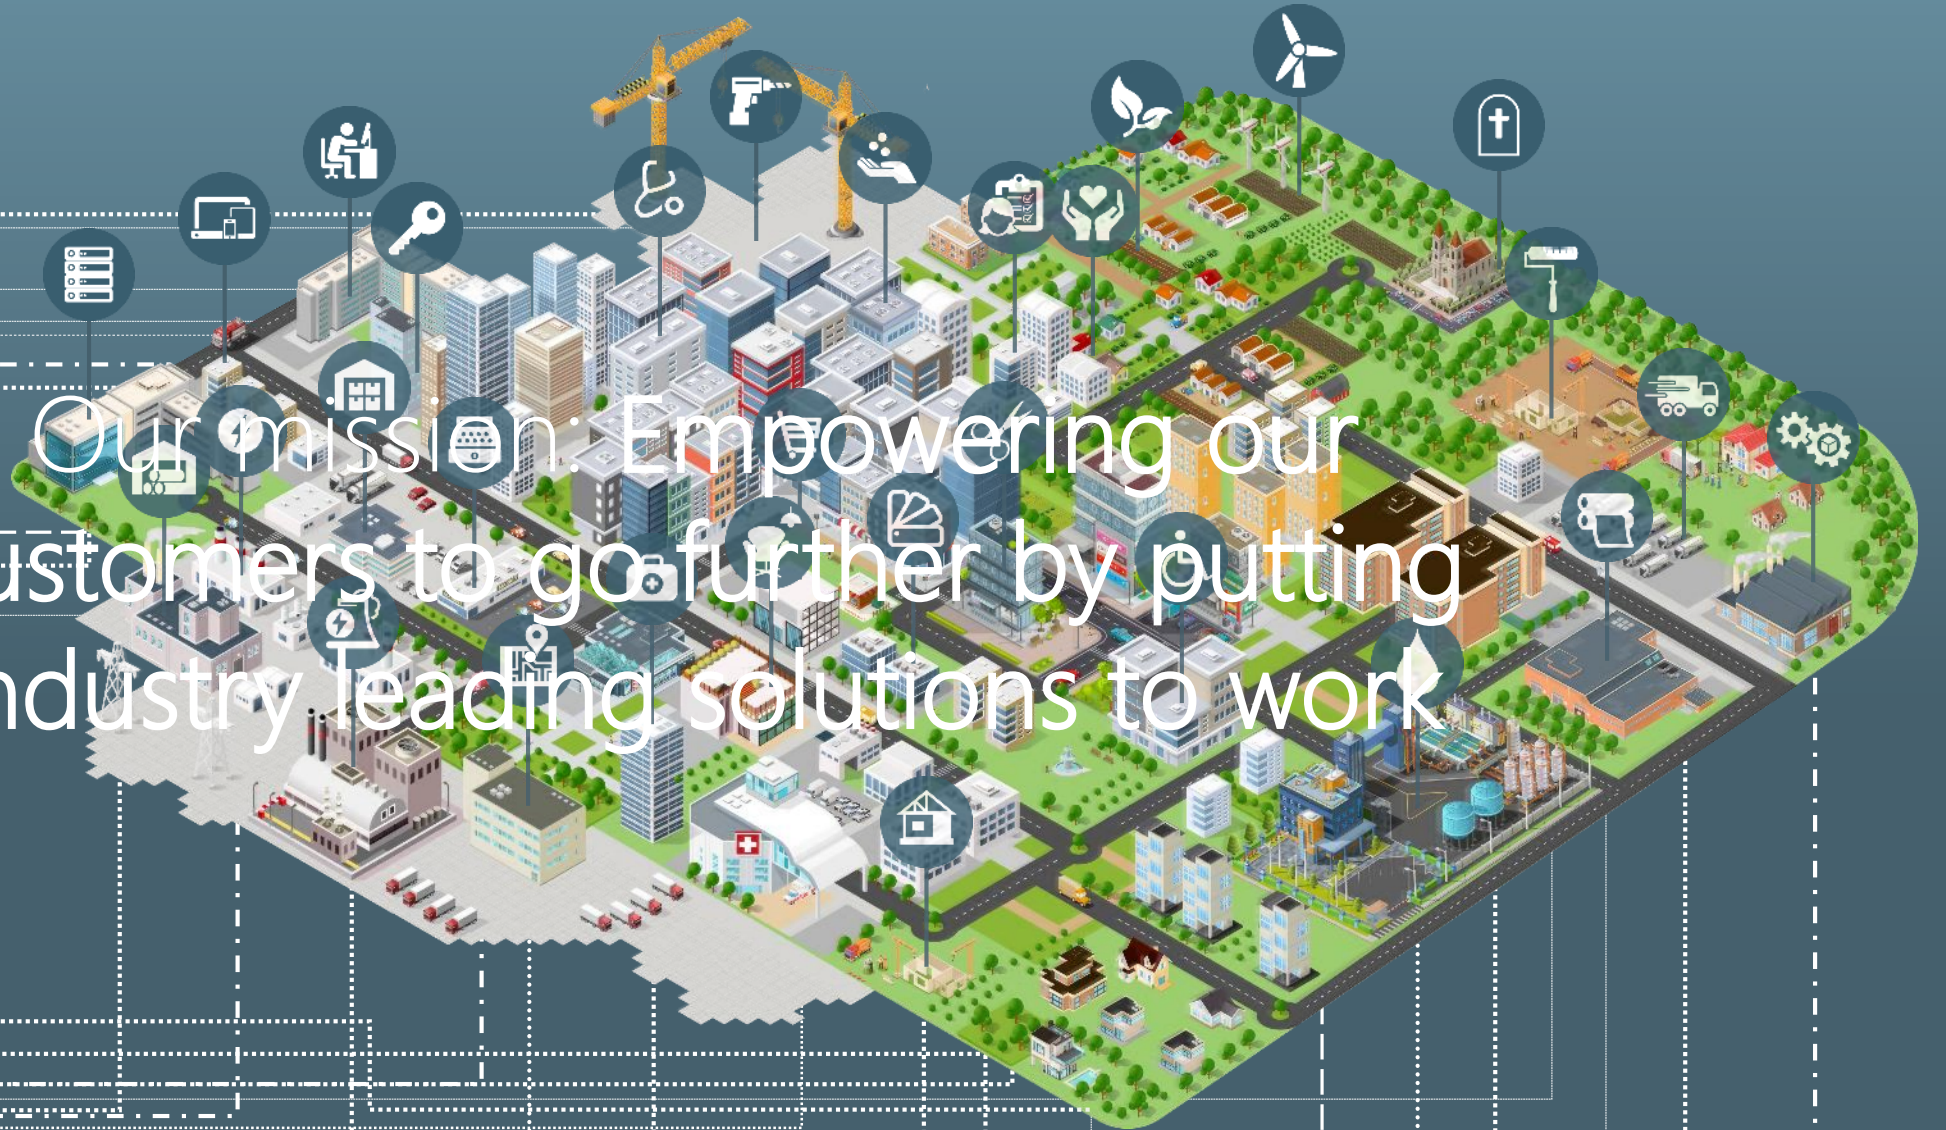 Our mission: Empowering our
ustomers to go further by putting
ndustry leading solutions to work